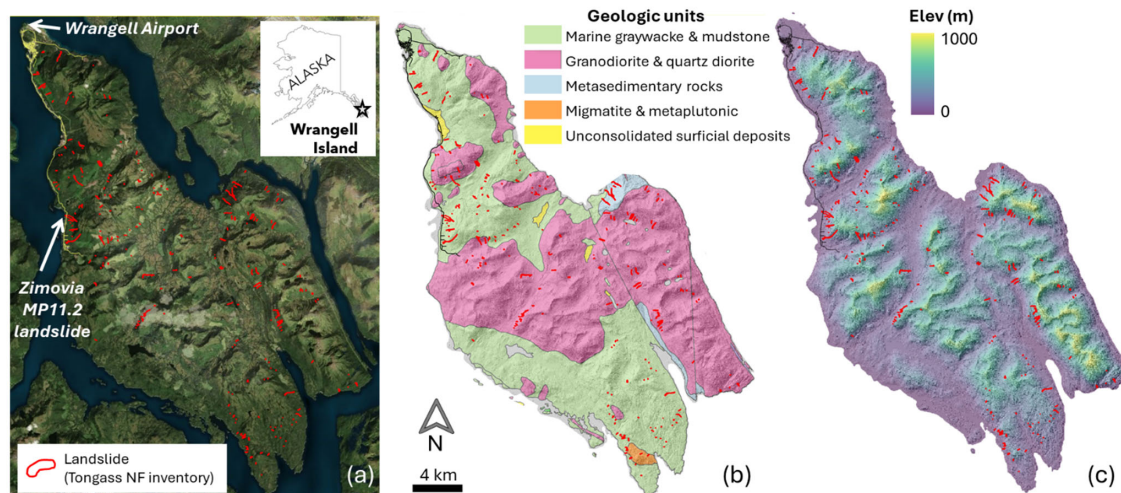 Wrangell Airport
ALASKA
Wrangell
Island
Zimovia
MP11.2
landslide
Landslide
(Tongass NF inventory)
(a)
Geologic units
Marine graywacke & mudstone
Granodiorite & quartz diorite
Metasedimentary rocks
Migmatite & metaplutonic
Unconsolidated surficial deposits
N
4 km
(b)
Elev (m)
1000
0
(c)